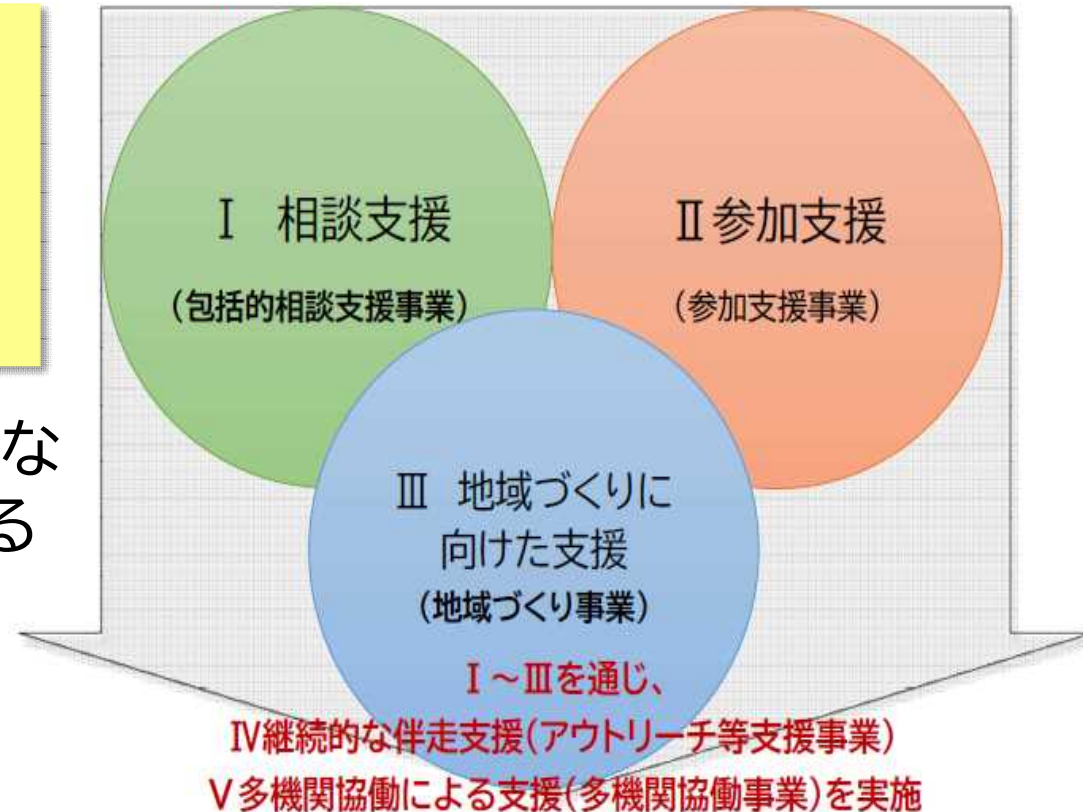 Ⅰ 相談支援
（包括的相談支援事業）
Ⅱ参加支援
（参加支援事業）
な
る
Ⅲ 地域づくりに
向けた支援
（地域づくり事業）
Ⅰ～Ⅲを通じ、
Ⅳ継続的な伴走支援（アウトリーチ等支援事業）
Ⅴ多機関協働による支援（多機関協働事業）を実施